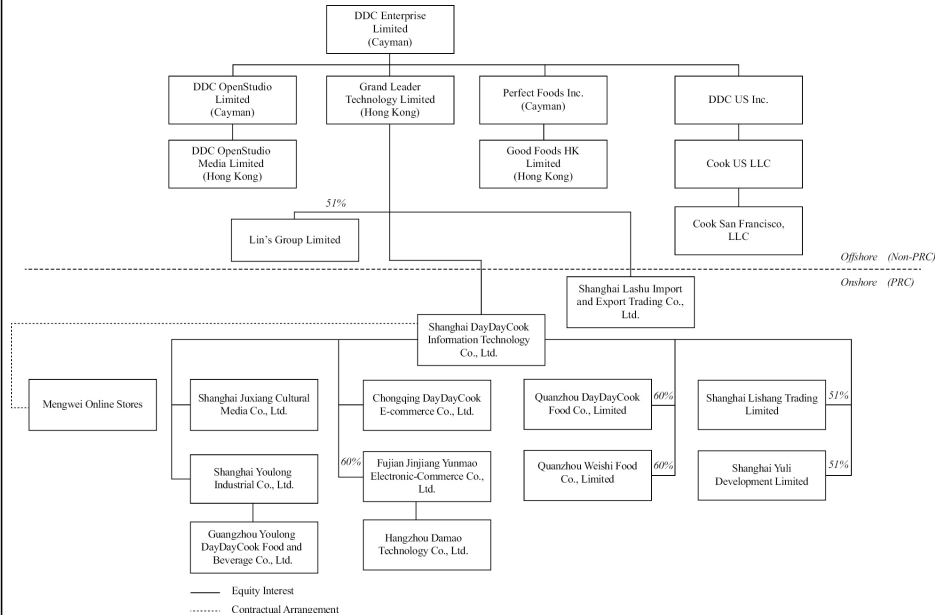 DDC Enterprise
Limited
(Cayman)
DDC OpenStudio
Limited
(Cayman)
Grand Leader
Technology Limited
(Hong Kong)
Perfect Foods Inc.
(Cayman)
DDC US Inc.
DDC OpenStudio
Media Limited
(Hong Kong)
Good Foods HK
Limited
(Hong Kong)
Cook US LLC
51%
Lin's Group Limited
Cook San Francisco,
LLC
Offshore (Non-PRC)
Onshore (PRC)
Shanghai Lashu Import
and Export Trading Co.,
Ltd.
Shanghai DayDayCook
Information Technology
Co., Ltd.
Mengwei Online Stores
Shanghai Juxiang Cultural
Media Co., Ltd.
Chongqing DayDayCook
E-commerce Co., Ltd.
Quanzhou DayDayCook
Food Co., Limited
60%
Shanghai Lishang Trading
Limited
51%
Shanghai Youlong
Industrial Co., Ltd.
60%
Fujian Jinjiang Yunmao
Electronic-Commerce Co.,
Ltd.
Quanzhou Weishi Food
Co., Limited
60%
Shanghai Yuli
Development Limited
51%
Guangzhou Youlong
DayDayCook Food and
Beverage Co., Ltd.
Hangzhou Damao
Technology Co., Ltd.
Equity Interest
Contractual Arrangement